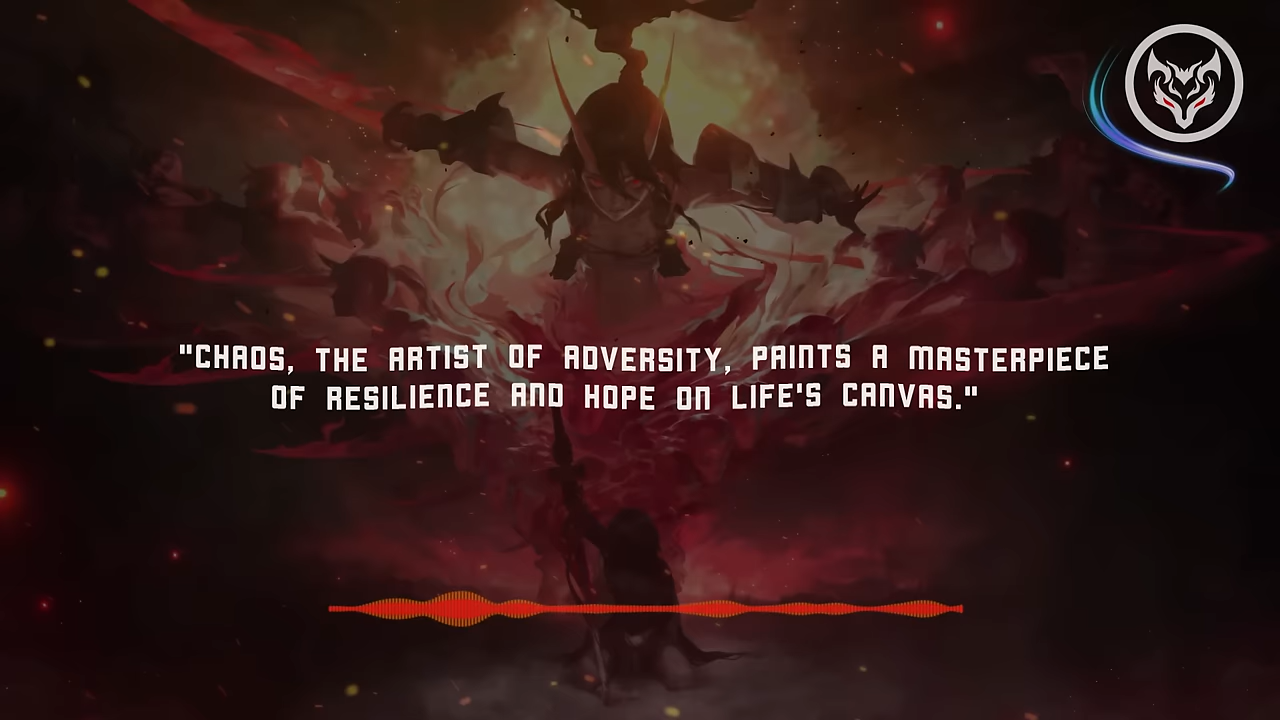 "CHAOS, THE ARTIST OF ADVERSITY, PAINTS A MASTERPIECE
OF RESILIENCE AND HOPE ON LIFE'S CANVAS."